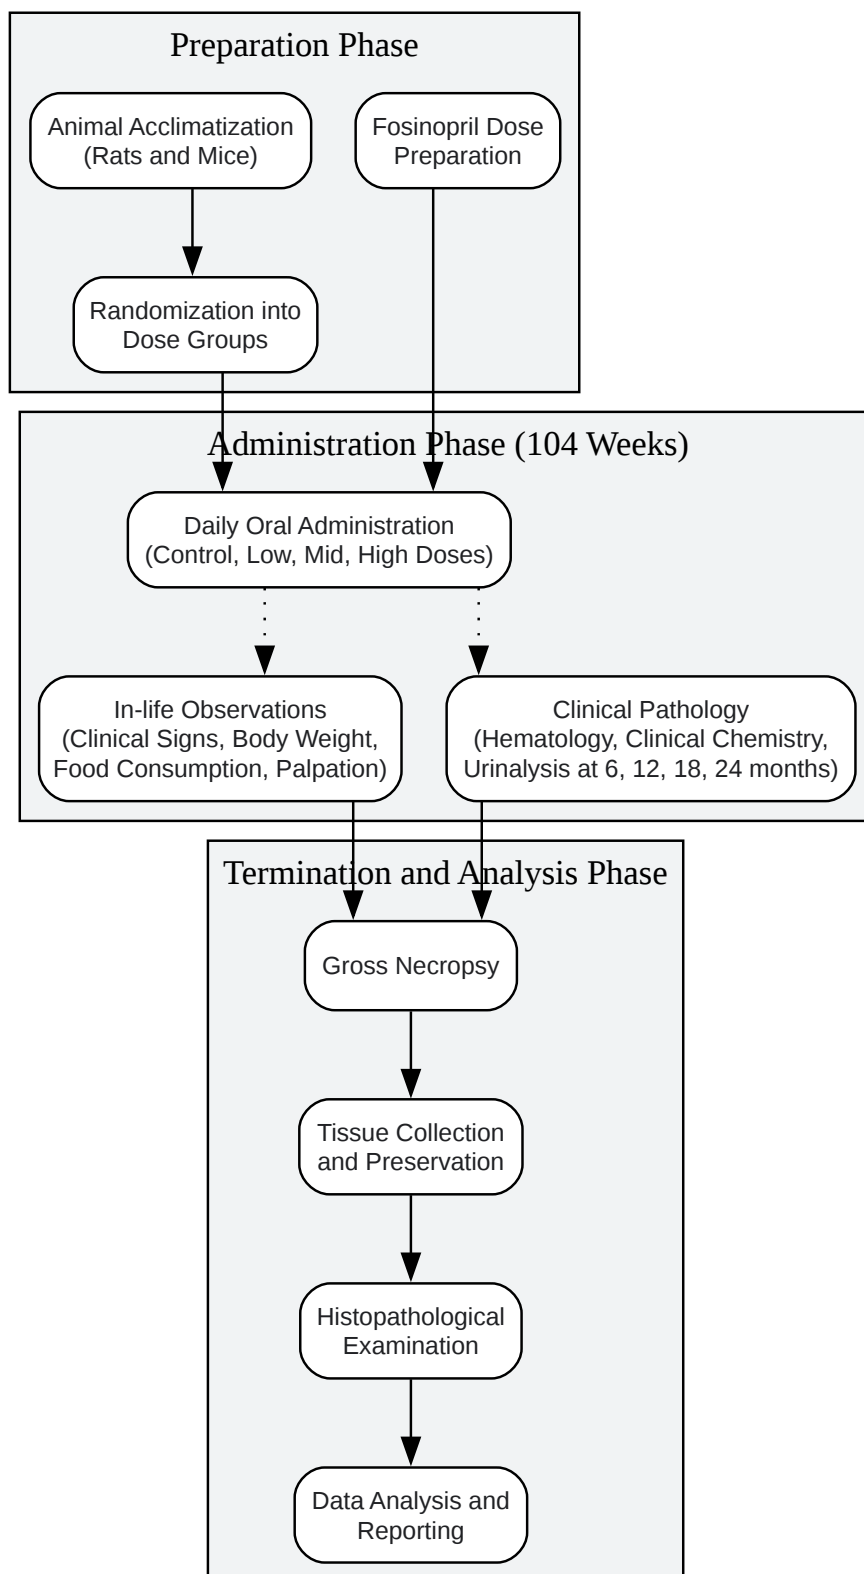 Preparation Phase
Animal Acclimatization
(Rats and Mice)
Fosinopril Dose
Preparation
Randomization into
Dose Groups
Administration Phase (104 Weeks)
Daily Oral Administration
(Control, Low, Mid, High Doses)
In-life Observations
(Clinical Signs, Body Weight,
Food Consumption, Palpation)
Clinical Pathology
(Hematology, Clinical Chemistry,
Urinalysis at 6, 12, 18, 24 months)
Termination and Analysis Phase
Gross Necropsy
Tissue Collection
and Preservation
Histopathological
Examination
Data Analysis and
Reporting